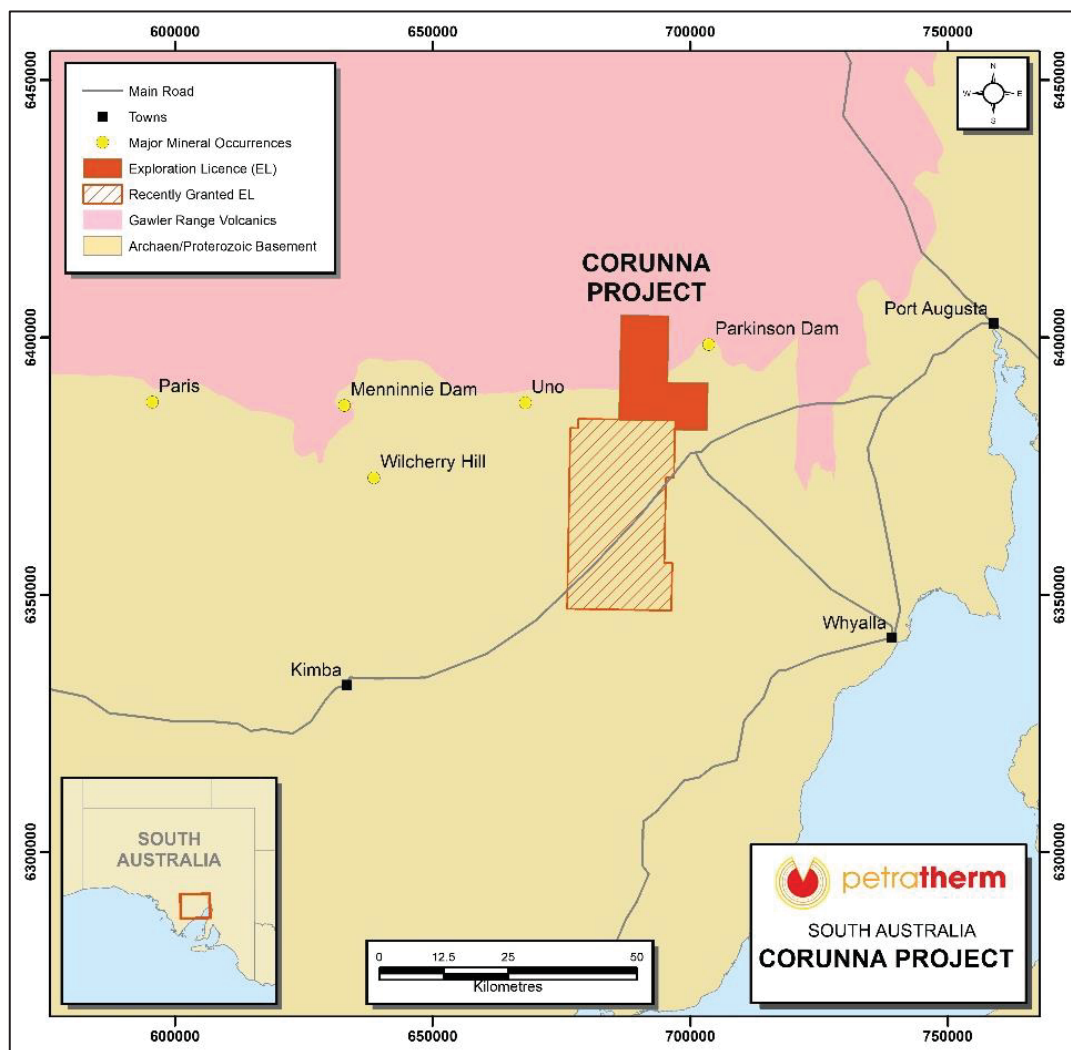 600000
650000
700000
750000
6450000
6450000
Main Road
Towns
Major Mineral Occurrences
Exploration Licence (EL)
Recently Granted EL
Gawler Range Volcanics
Archaen/Proterozoic Basement
N
W
E
S
CORUNNA
PROJECT
Port Augusta
Parkinson Dam
6400000
6400000
Paris
Menninnie Dam
Uno
Wilcherry Hill
6350000
6350000
Whyalla
Kimba
SOUTH
AUSTRALIA
6300000
6300000
petratherm
SOUTH AUSTRALIA
CORUNNA PROJECT
0
12.5
25
50
Kilometres
600000
650000
700000
750000